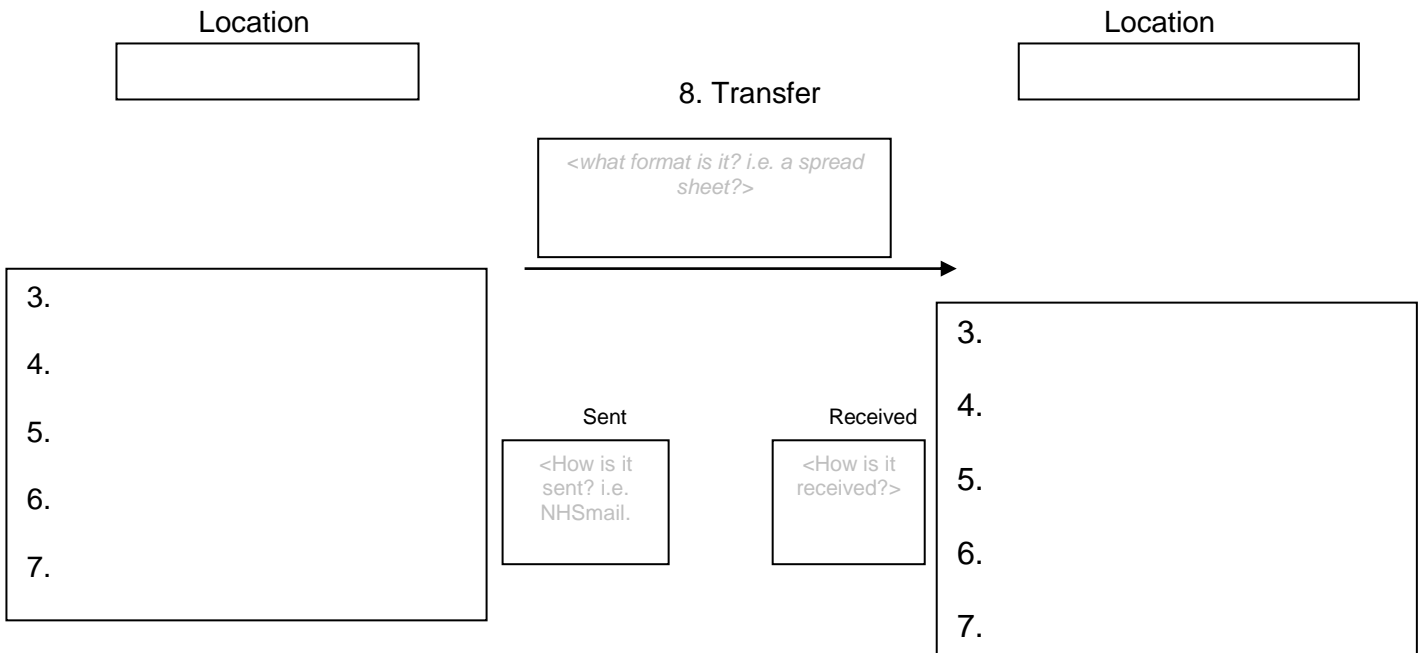 Location
Location
8. Transfer
<what format is it? i.e. a spread
sheet?>
3.
4.
5.
6.
7.
Sent
<How is it
sent? i.e.
NHSmail.
Received
<How is it
received?>
3.
4.
5.
6.
7.